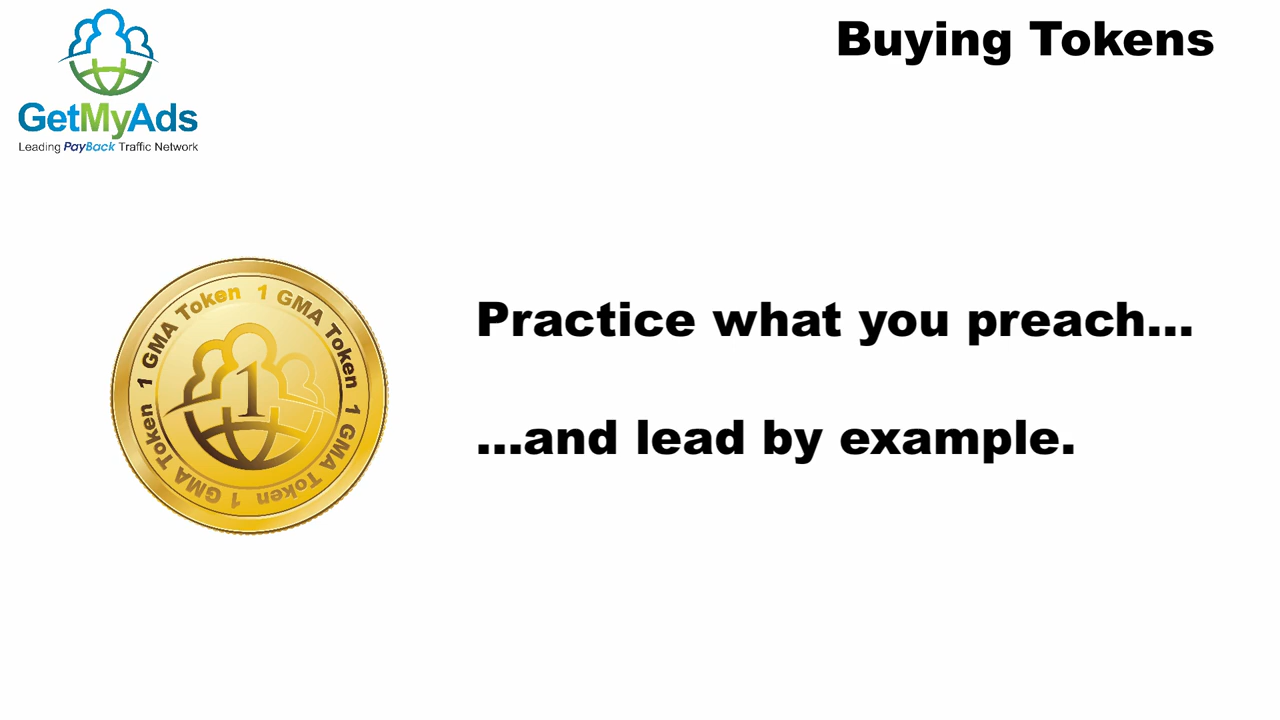 GetMyAds
Leading PayBack Traffic Network
Buying Tokens
1 GMA Token 1 GMA Token 1 GMA Token 1 GMA Token
1
Practice what you preach...
...and lead by example.